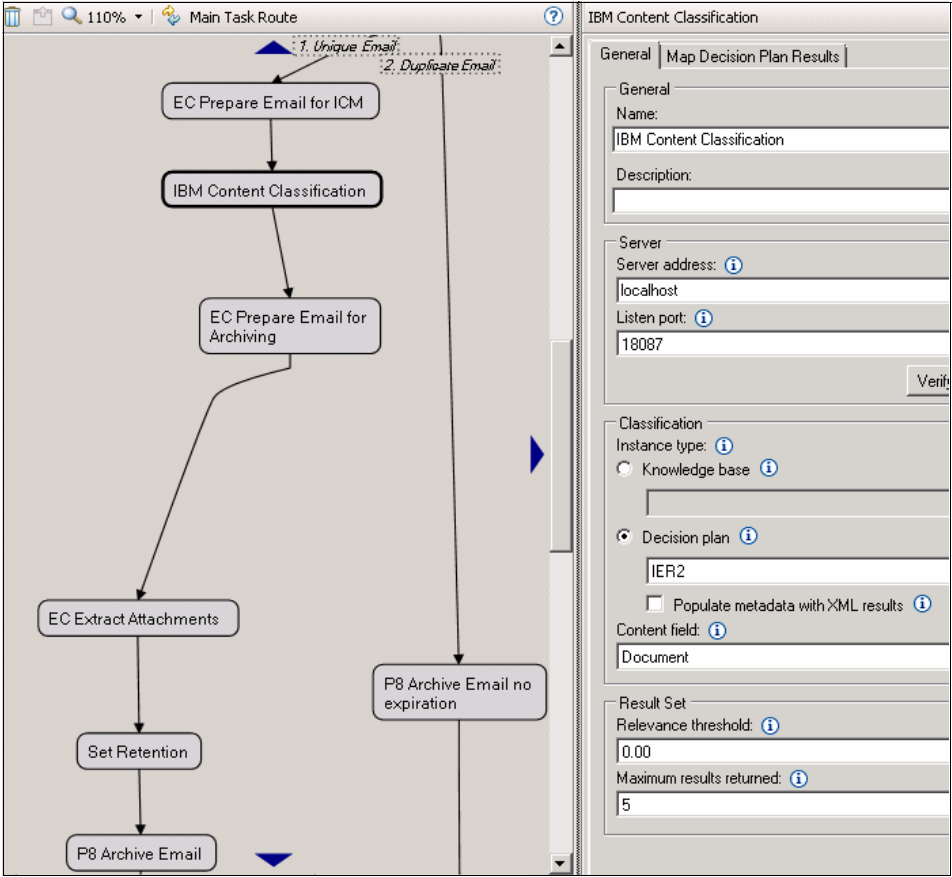 110%
Main Task Route
1. Unique Email
2. Duplicate Email
EC Prepare Email for ICM
IBM Content Classification
EC Prepare Email for
Archiving
EC Extract Attachments
P8 Archive Email no
expiration
Set Retention
P8 Archive Email
IBM Content Classification
General
Map Decision Plan Results
General
Name:
IBM Content Classification
Description:
Server
Server address:
localhost
Listen port:
18087
Verify
Classification
Instance type:
Knowledge base
Decision plan
IER2
Populate metadata with XML results
Content field:
Document
Result Set
Relevance threshold:
0.00
Maximum results returned:
5